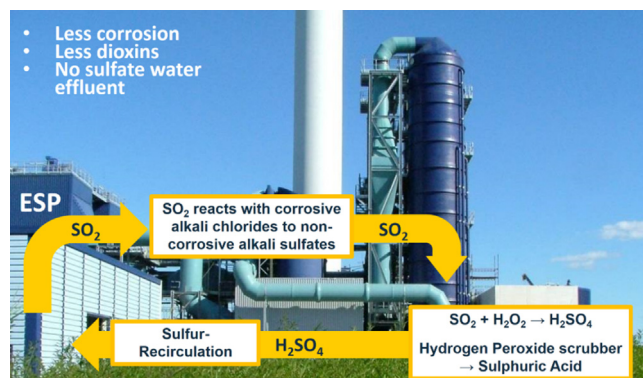 • Less corrosion
• Less dioxins
• No sulfate water
effluent
ESP
SO₂
SO₂ reacts with corrosive
alkali chlorides to non-
corrosive alkali sulfates
SO₂
SO₂ + H₂O₂ → H₂SO₄
Hydrogen Peroxide scrubber
→ Sulphuric Acid
H₂SO₄
Sulfur-
Recirculation